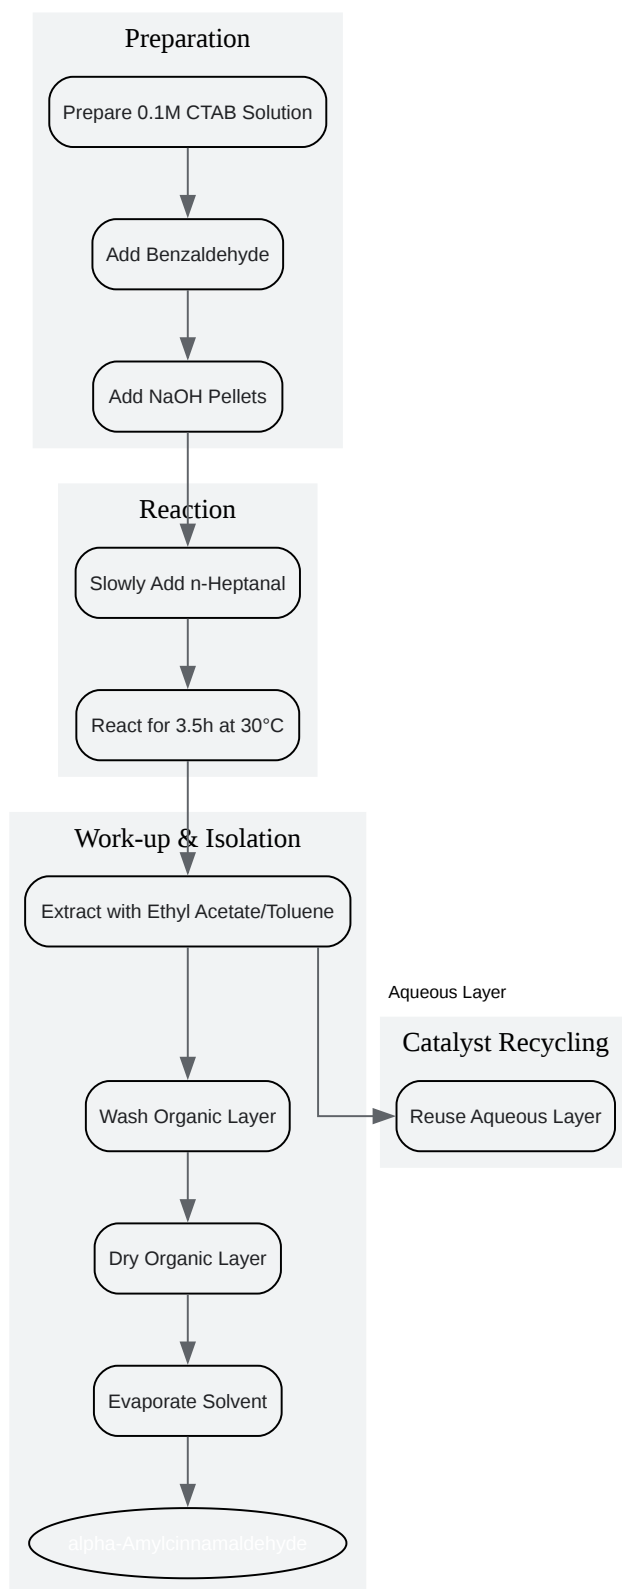 Preparation
Prepare 0.1M CTAB Solution
Add Benzaldehyde
Add NaOH Pellets
Reaction
Slowly Add n-Heptanal
React for 3.5h at 30°C
Work-up & Isolation
Extract with Ethyl Acetate/Toluene
Aqueous Layer
Catalyst Recycling
Wash Organic Layer
Reuse Aqueous Layer
Dry Organic Layer
Evaporate Solvent
alpha-Amylcinnamaldehyde